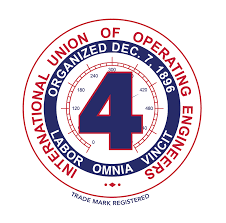 INTERNATIONAL UNION OF OPERATING ENGINEERS
ORGANIZED DEC. 7, 1896
4
LABOR OMNIA VINCIT
TRADE MARK REGISTERED